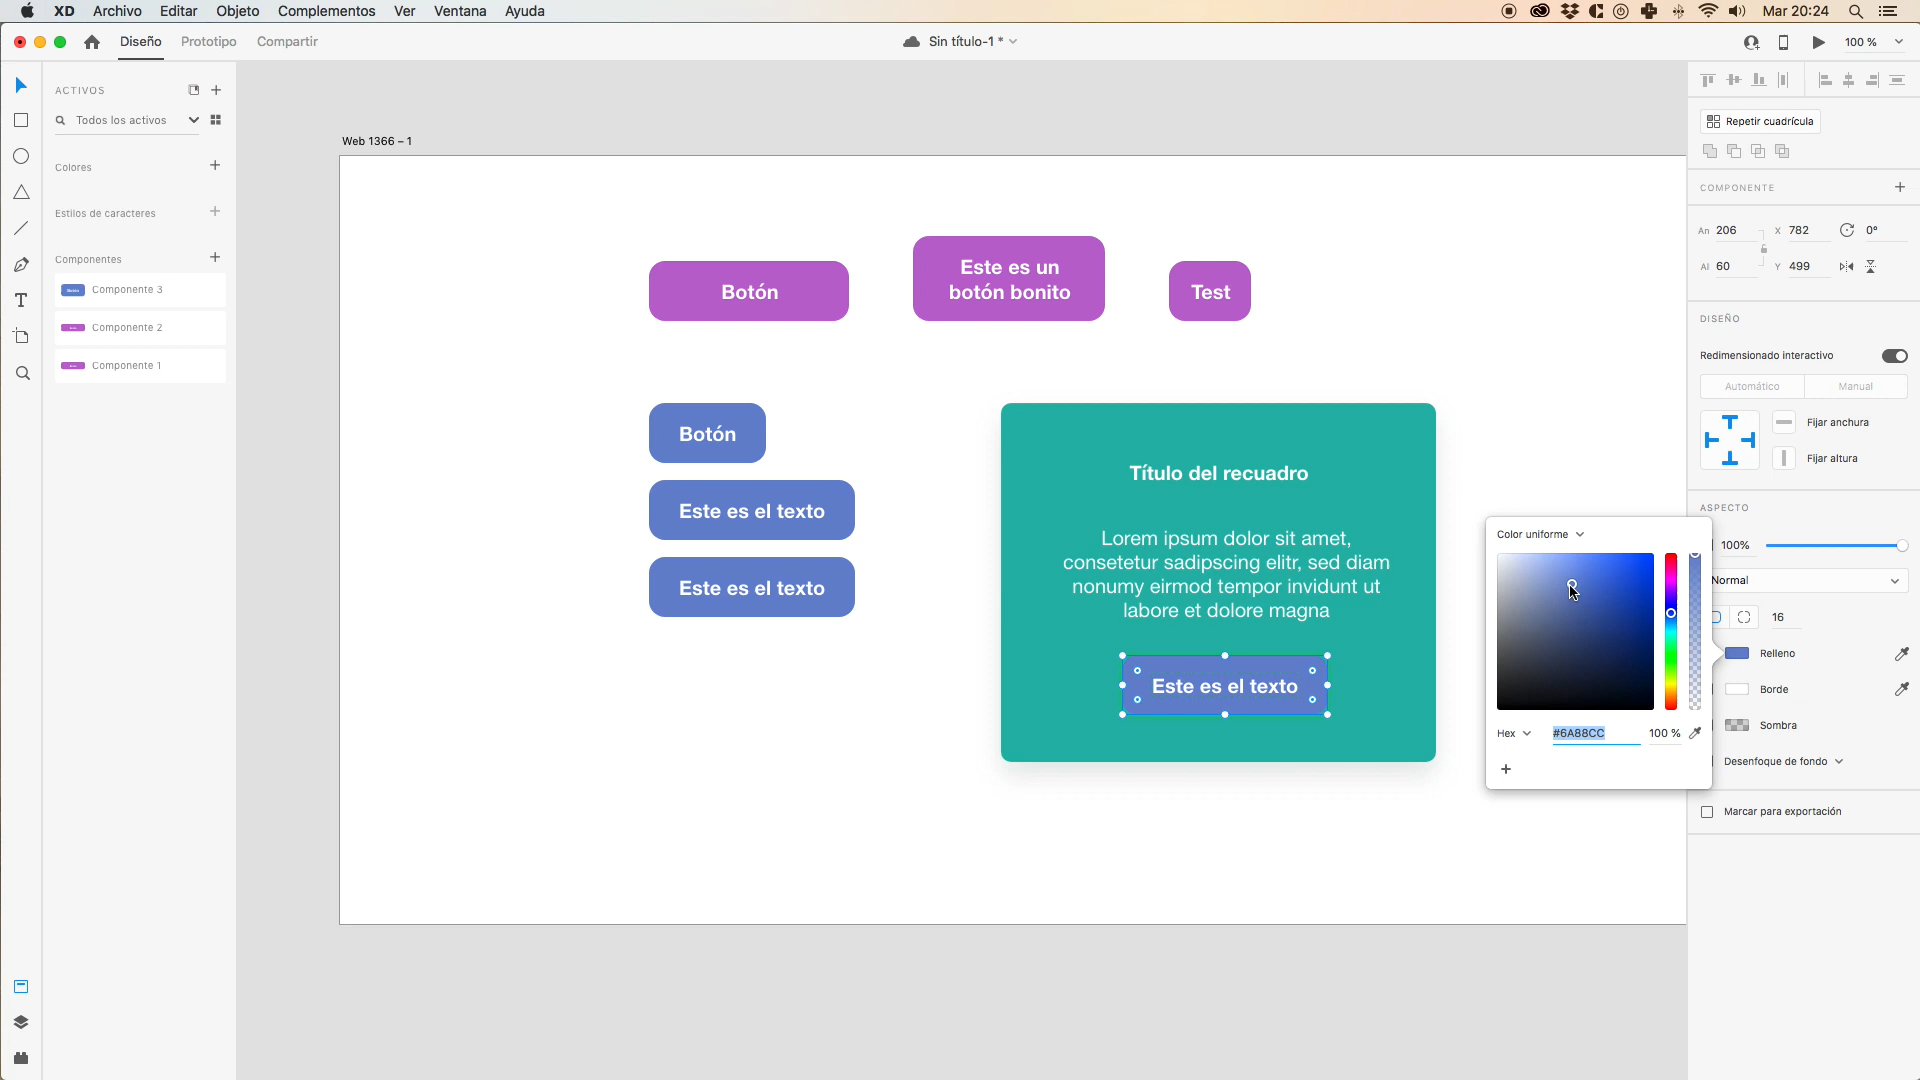 XD Archivo Editar Objeto Complementos Ver Ventana Ayuda
Mar 20:24
Diseño Prototipo Compartir
Sin título-1 *
100 %
ACTIVOS
Todos los activos
Colores
Estilos de caracteres
Componentes
Componente 3
Componente 2
Componente 1
Web 1366 – 1
Botón
Este es un
botón bonito
Test
Botón
Este es el texto
Este es el texto
Título del recuadro
Lorem ipsum dolor sit amet,
consetetur sadipscing elitr, sed diam
nonumy eirmod tempor invidunt ut
labore et dolore magna
Este es el texto
Color uniforme
Hex #6A88CC 100 %
Repetir cuadrícula
COMPONENTE
An 206 X 782 0°
Al 60 Y 499
DISEÑO
Redimensionado interactivo
Automático Manual
Fijar anchura
Fijar altura
ASPECTO
100%
Normal
16
Relleno
Borde
Sombra
Desenfoque de fondo
Marcar para exportación